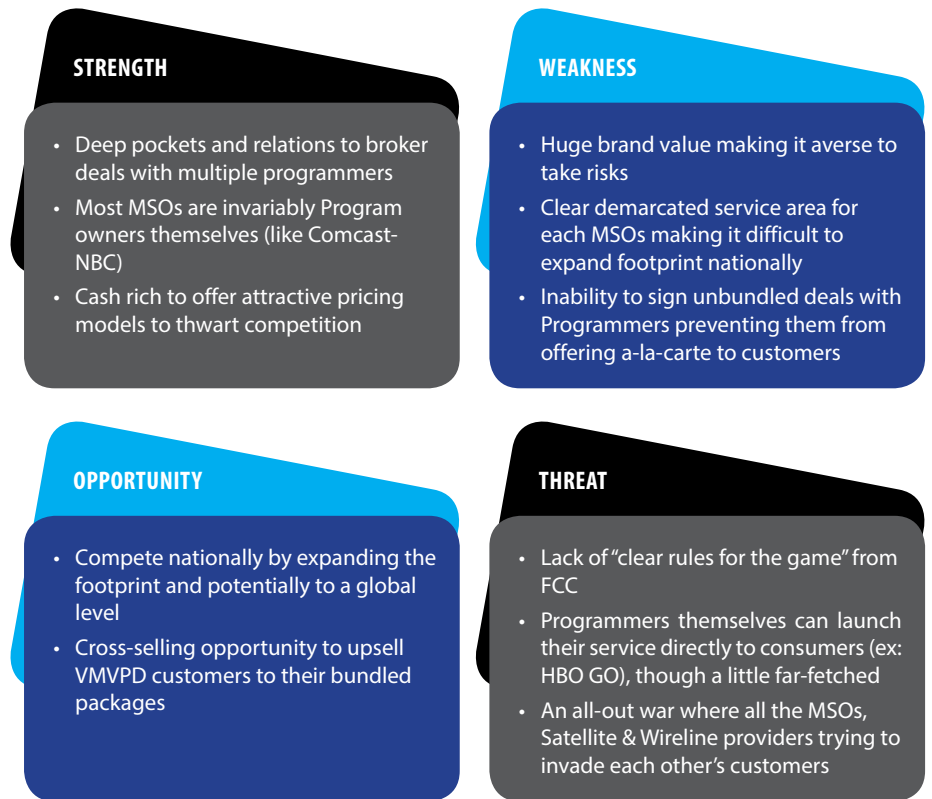 STRENGTH
• Deep pockets and relations to broker
deals with multiple programmers
• Most MSOs are invariably Program
owners themselves (like Comcast-
NBC)
• Cash rich to offer attractive pricing
models to thwart competition
WEAKNESS
• Huge brand value making it averse to
take risks
• Clear demarcated service area for
each MSOs making it difficult to
expand footprint nationally
• Inability to sign unbundled deals with
Programmers preventing them from
offering a-la-carte to customers
OPPORTUNITY
• Compete nationally by expanding the
footprint and potentially to a global
level
• Cross-selling opportunity to upsell
VMVPD customers to their bundled
packages
THREAT
• Lack of “clear rules for the game” from
FCC
• Programmers themselves can launch
their service directly to consumers (ex:
HBO GO), though a little far-fetched
• An all-out war where all the MSOs,
Satellite & Wireline providers trying to
invade each other’s customers